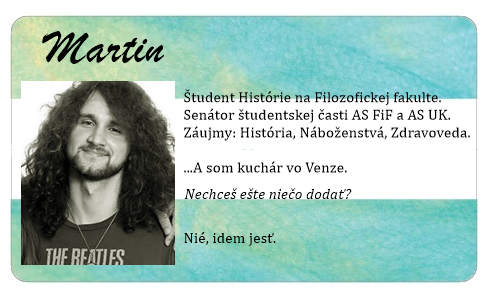 Martin
Študent Histórie na Filozofickej fakulte.
Senátor študentskej časti AS FiF a AS UK.
Záujmy: História, Náboženstvá, Zdravoveda.
...A som kuchár vo Venze.
Nechceš ešte niečo dodať?
Nié, idem jesť.
THE BEATLES